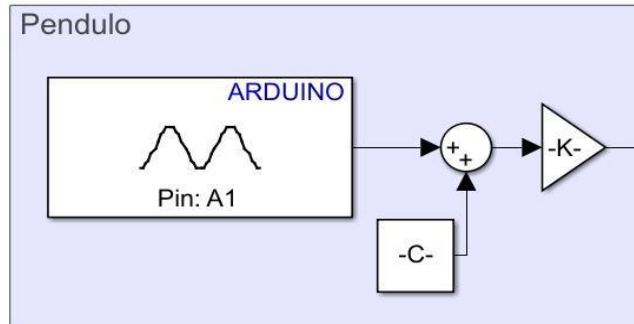 Pendulo
ARDUINO
Pin: A1
++
-K-
-C-